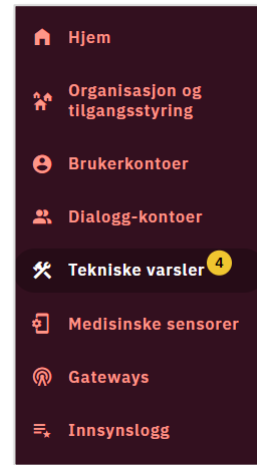 Hjem
Organisasjon og
tilgangsstyring
Brukerkontoer
Dialogg-kontoer
Tekniske varsler 4
Medisinske sensorer
Gateways
Innsynslogg